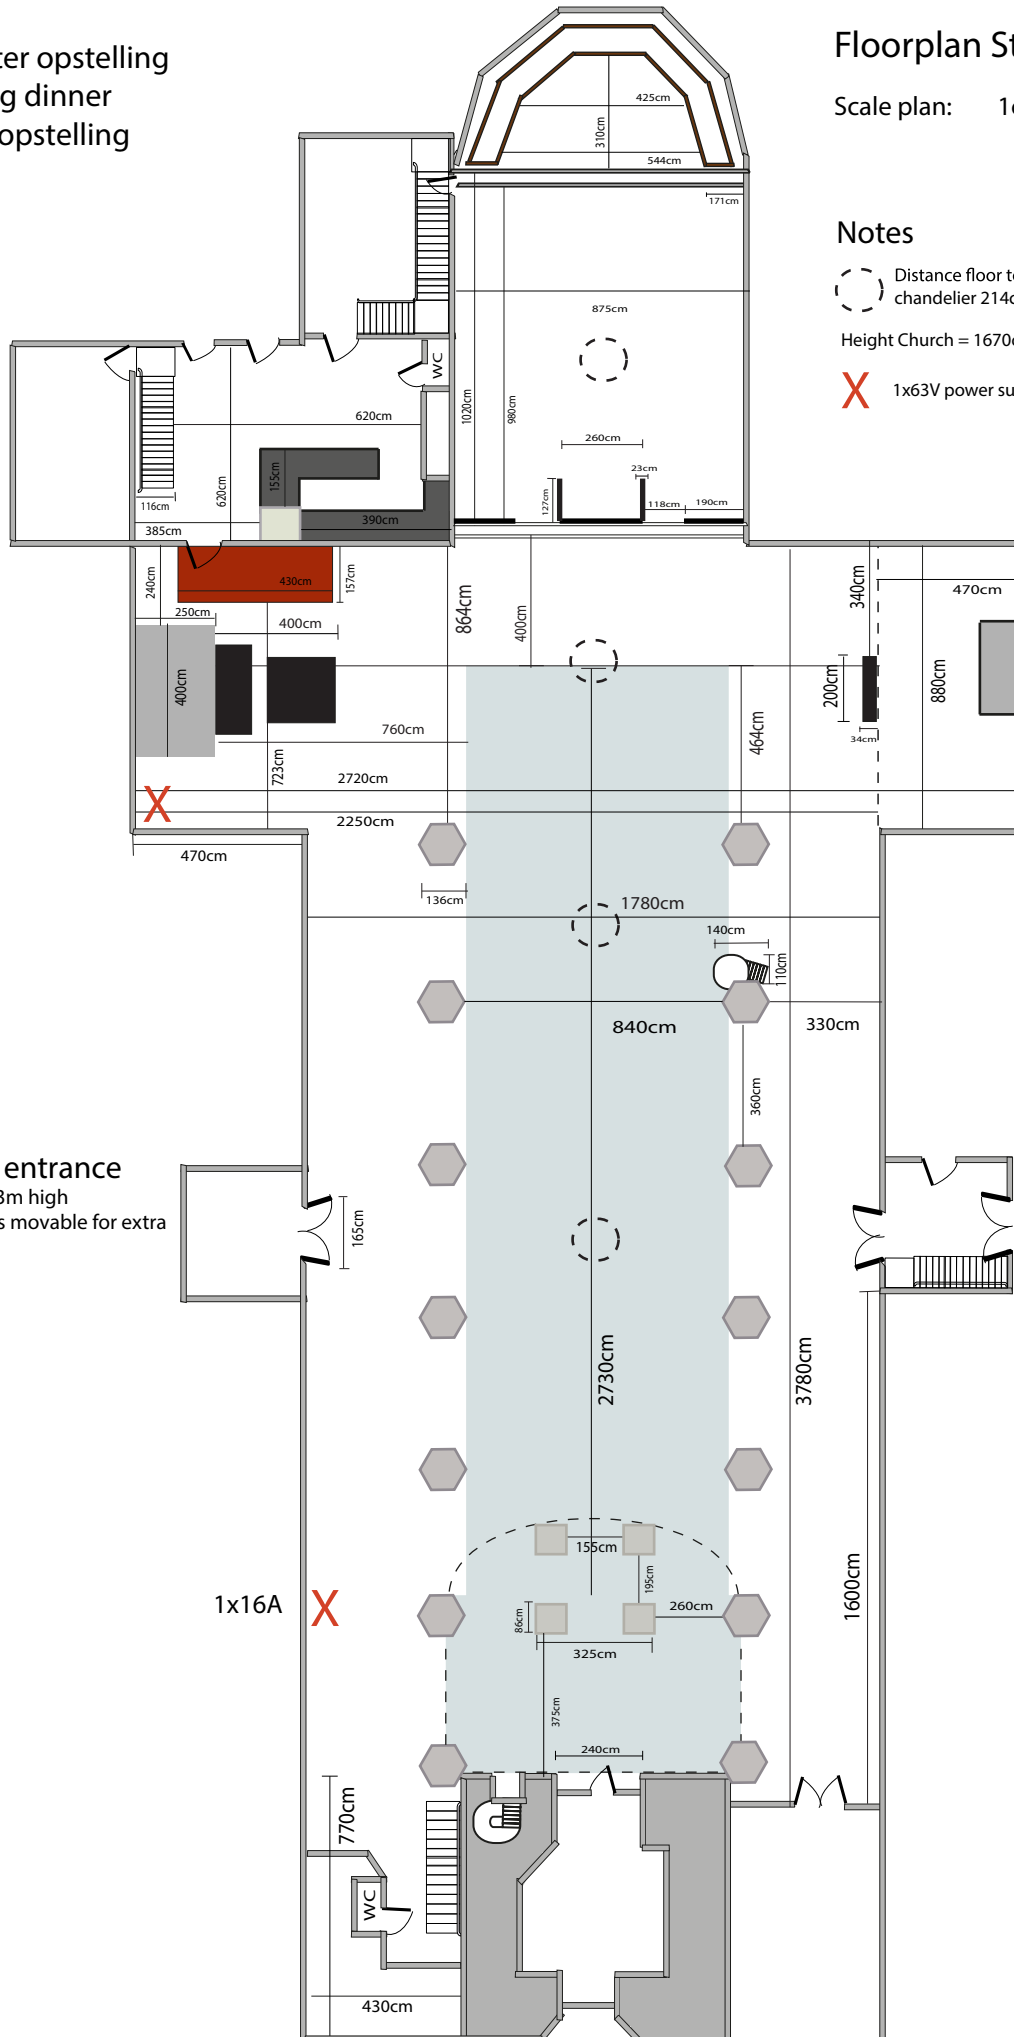 ter opstelling
g dinner
opstelling
Floorplan St
Scale plan: 1
Notes
Distance floor to
chandelier 214c
Height Church = 1670c
1x63V power su
X
425cm
310cm
544cm
171cm
875cm
WC
1020cm
980cm
620cm
260cm
23cm
155cm
127cm
620cm
116cm
118cm
190cm
390cm
385cm
240cm
430cm
157cm
864cm
400cm
340cm
470cm
250cm
400cm
400cm
200cm
880cm
760cm
464cm
34cm
723cm
2720cm
X
2250cm
470cm
136cm
1780cm
140cm
110cm
840cm
330cm
360cm
entrance
3m high
s movable for extra
165cm
2730cm
3780cm
155cm
195cm
1600cm
1x16A X
86cm
260cm
325cm
375cm
240cm
770cm
WC
430cm